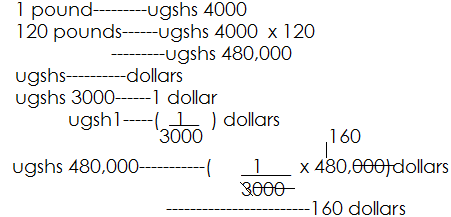 1 pound---------ugshs 4000
120 pounds------ugshs 4000 x 120
---------ugshs 480,000
ugshs----------dollars
ugshs 3000------1 dollar
ugsh1-----( 1 ) dollars
3000
160
ugshs 480,000-----------( 1 x 480,000) dollars
3000
------------------------160 dollars